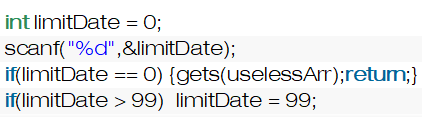 int limitDate = 0;
scanf("%d",&limitDate);
if(limitDate == 0) {gets(uselessArr);return;}
if(limitDate > 99)  limitDate = 99;